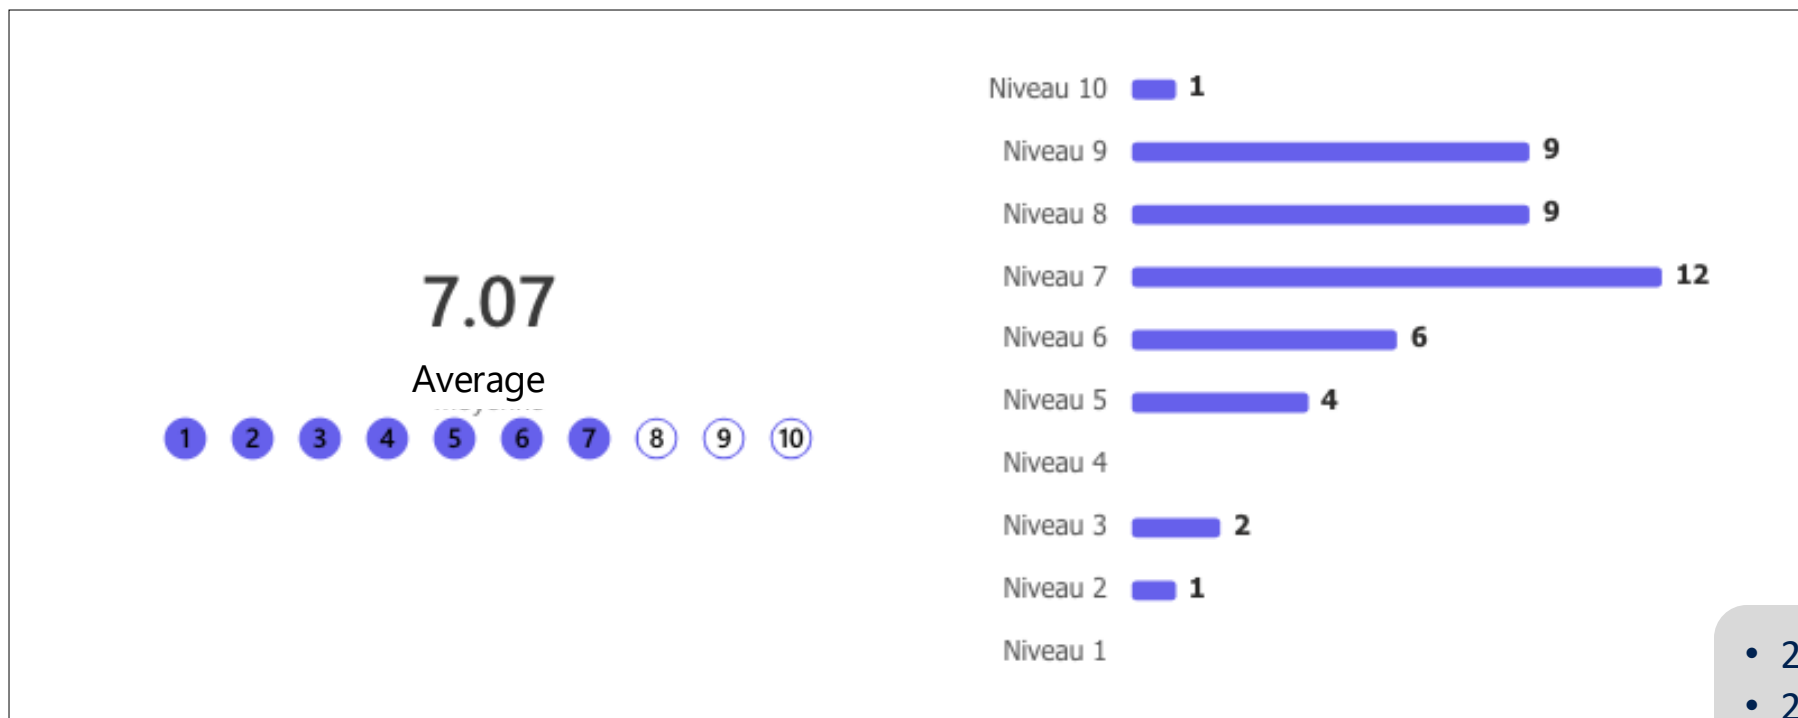 7.07
Average
1 2 3 4 5 6 7 8 9 10
Niveau 10 1
Niveau 9 9
Niveau 8 9
Niveau 7 12
Niveau 6 6
Niveau 5 4
Niveau 4
Niveau 3 2
Niveau 2 1
Niveau 1
• 2
• 2